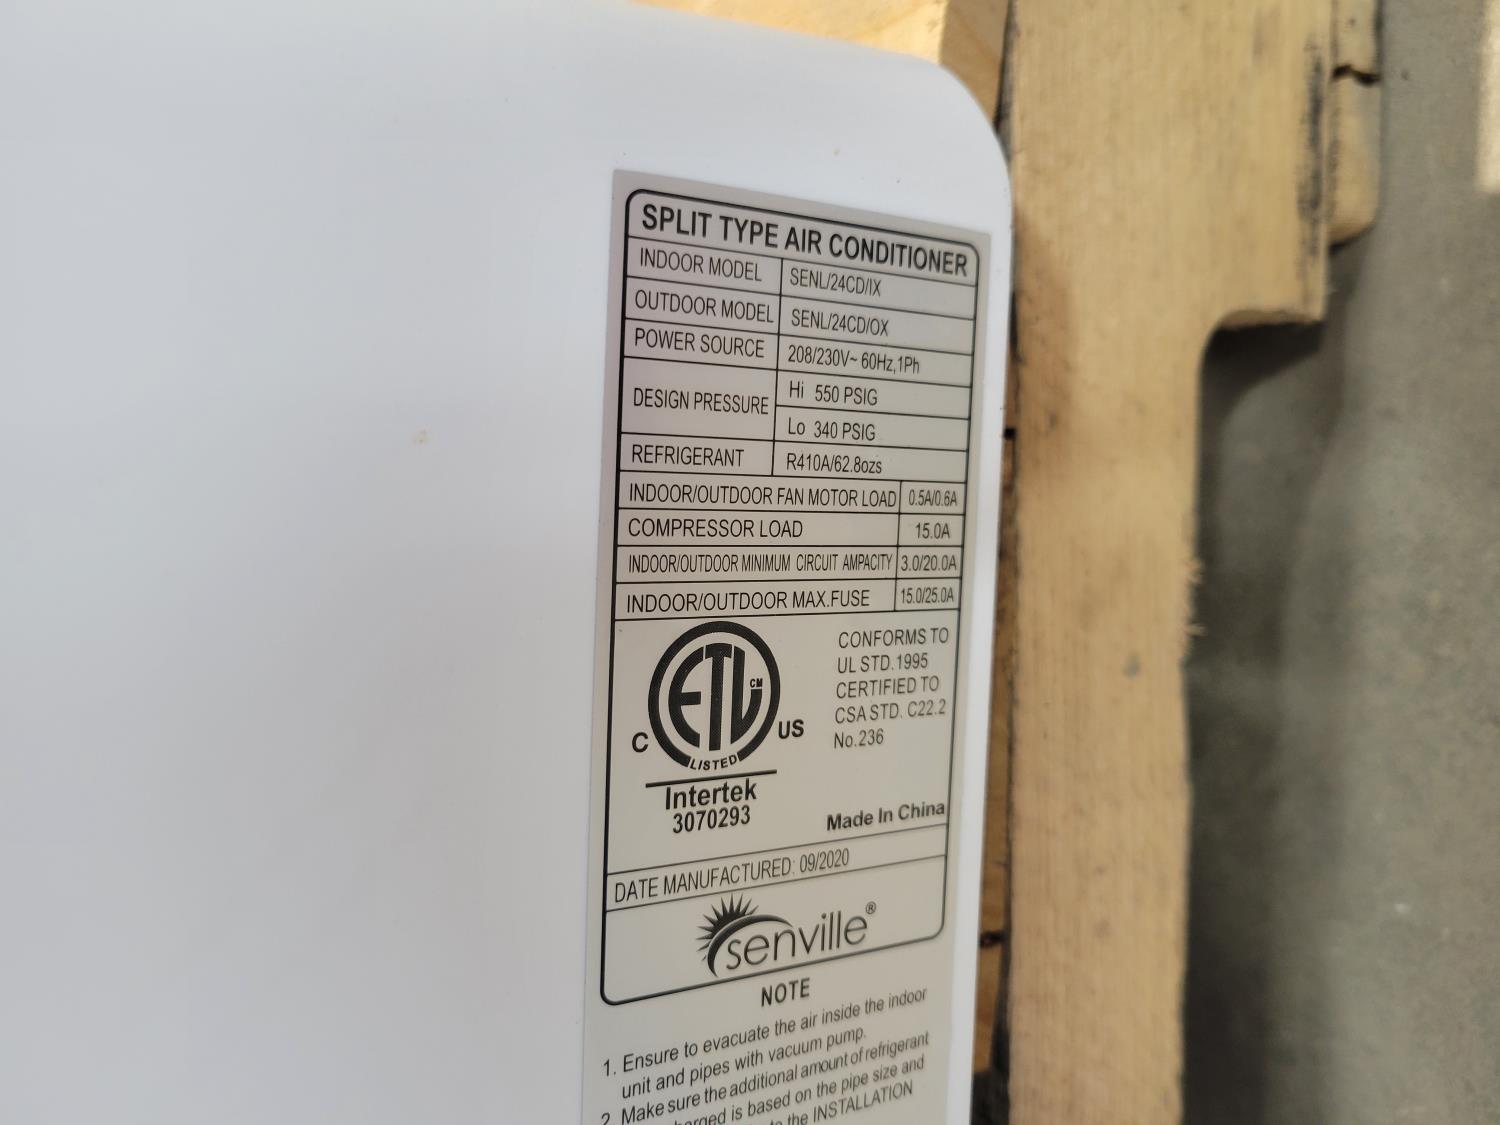 SPLIT TYPE AIR CONDITIONER
INDOOR MODEL SENL/24CD/IX
OUTDOOR MODEL SENL/24CD/OX
POWER SOURCE 208/230V~ 60Hz,1Ph
DESIGN PRESSURE Hi 550 PSIG
Lo 340 PSIG
REFRIGERANT R410A/62.8ozs
INDOOR/OUTDOOR FAN MOTOR LOAD 0.5A/0.6A
COMPRESSOR LOAD 15.0A
INDOOR/OUTDOOR MINIMUM CIRCUIT AMPACITY 3.0/20.0A
INDOOR/OUTDOOR MAX.FUSE 15.0/25.0A
ETL CM
LISTED
C US
Intertek
3070293
CONFORMS TO
UL STD.1995
CERTIFIED TO
CSA STD. C22.2
No.236
Made In China
DATE MANUFACTURED: 09/2020
senville®
NOTE
1. Ensure to evacuate the air inside the indoor
unit and pipes with vacuum pump.
2. Make sure the additional amount of refrigerant
is based on the pipe size and
the INSTALLATION